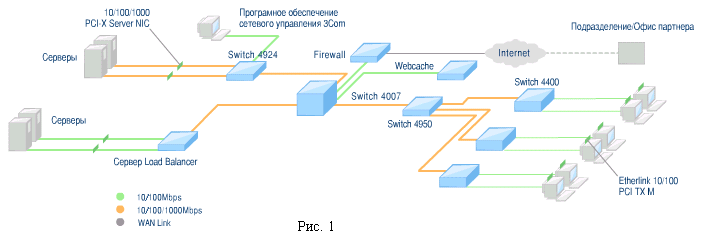 10/100/1000
PCI-X Server NIC
Програмное обеспечение
сетевого управления 3Com
Подразделение/Офис партнера
Серверы
Switch 4924
Firewall
Internet
Webcache
Switch 4400
Switch 4007
Серверы
Switch 4950
Сервер Load Balancer
Etherlink 10/100
PCI TX M
10/100Mbps
10/100/1000Mbps
WAN Link
Рис. 1